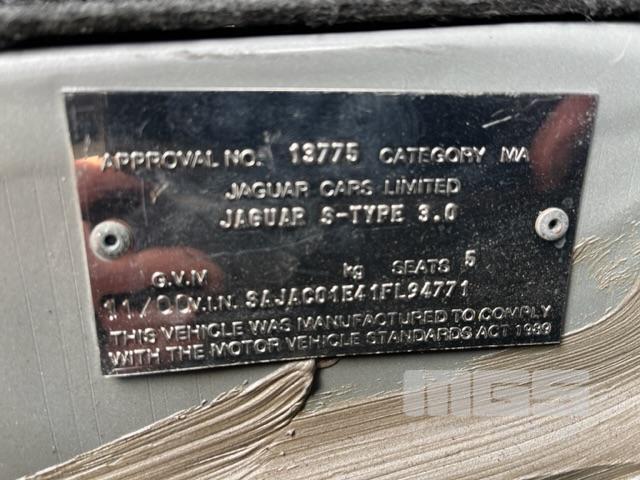 APPROVAL NO. 13775 CATEGORY MA
JAGUAR CARS LIMITED
JAGUAR S-TYPE 3.0
G.V.M kg SEATS 5
11/00 V.I.N. SAJAC01E41FL94771
THIS VEHICLE WAS MANUFACTURED TO COMPLY
WITH THE MOTOR VEHICLE STANDARDS ACT 1989
MGS